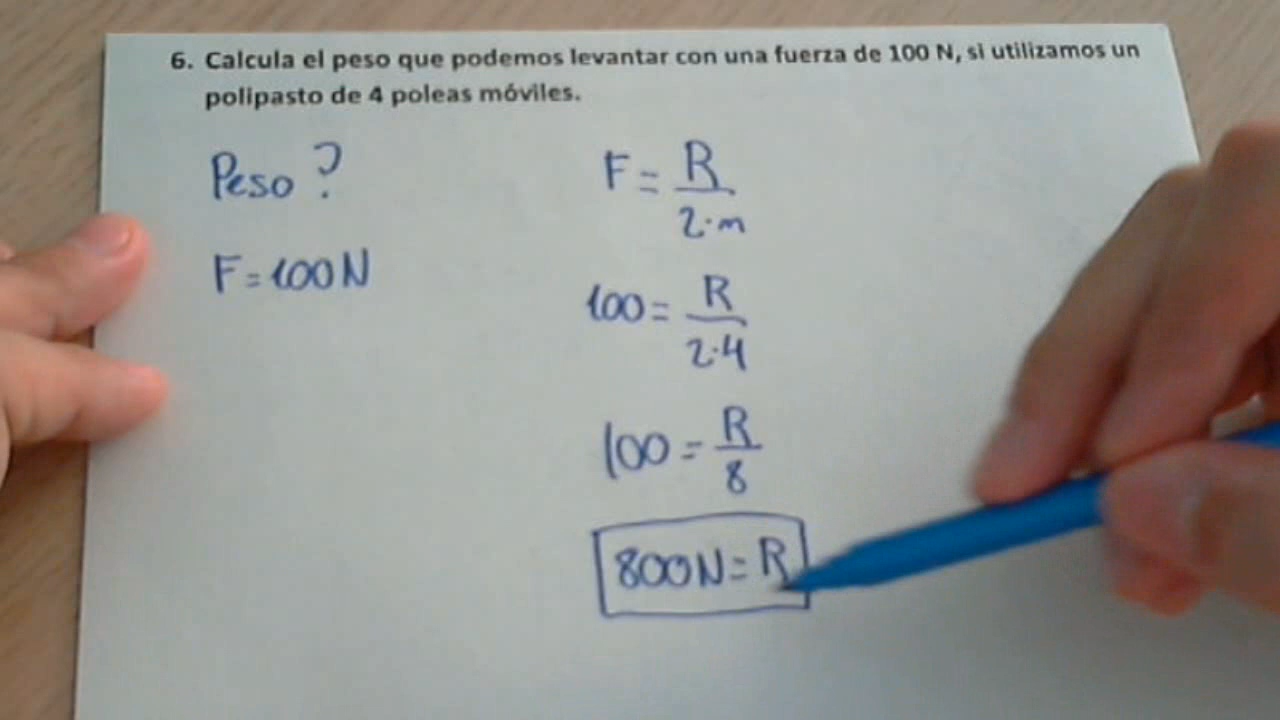 6. Calcula el peso que podemos levantar con una fuerza de 100 N, si utilizamos un
polipasto de 4 poleas móviles.
Peso ?
F = 100 N
F = R / 2·m
100 = R / 2·4
100 = R / 8
800N = R